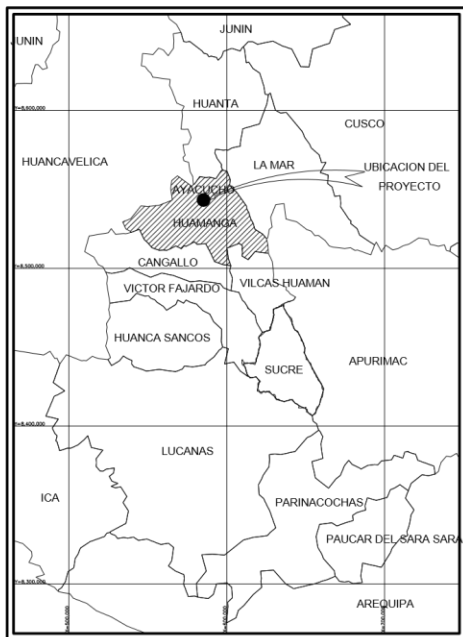 JUNIN
JUNIN
HUANTA
CUSCO
HUANCAVELICA
LA MAR
UBICACION DEL
PROYECTO
AYACUCHO
HUAMANGA
CANGALLO
VICTOR FAJARDO
VILCAS HUAMAN
HUANCA SANCOS
SUCRE
APURIMAC
LUCANAS
ICA
PARINACOCHAS
PAUCAR DEL SARA SARA
AREQUIPA